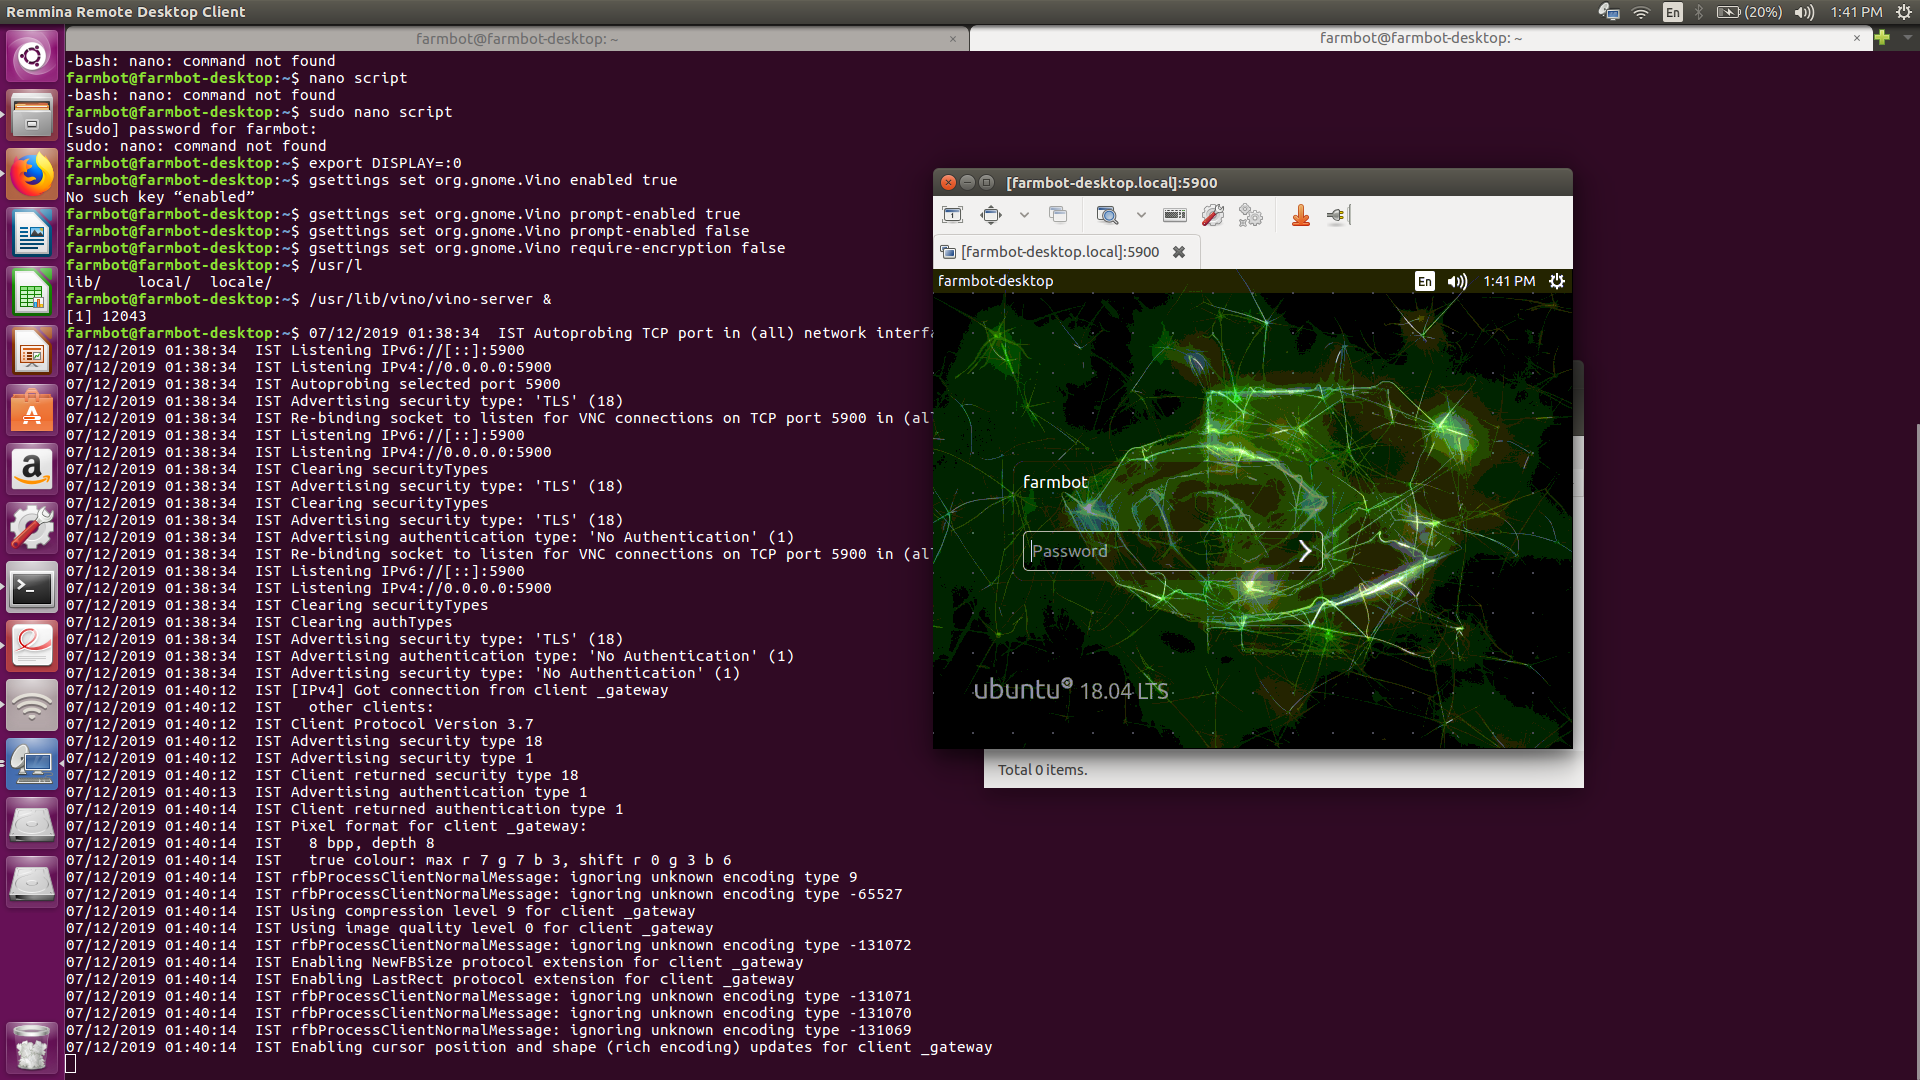 Remmina Remote Desktop Client
En
(20%)
1:41 PM
farmbot@farmbot-desktop: ~
farmbot@farmbot-desktop: ~
-bash: nano: command not found
farmbot@farmbot-desktop:~$ nano script
-bash: nano: command not found
farmbot@farmbot-desktop:~$ sudo nano script
[sudo] password for farmbot:
sudo: nano: command not found
farmbot@farmbot-desktop:~$ export DISPLAY=:0
farmbot@farmbot-desktop:~$ gsettings set org.gnome.Vino enabled true
No such key “enabled”
farmbot@farmbot-desktop:~$ gsettings set org.gnome.Vino prompt-enabled true
farmbot@farmbot-desktop:~$ gsettings set org.gnome.Vino prompt-enabled false
farmbot@farmbot-desktop:~$ gsettings set org.gnome.Vino require-encryption false
farmbot@farmbot-desktop:~$ /usr/l
lib/    local/  locale/
farmbot@farmbot-desktop:~$ /usr/lib/vino/vino-server &
[1] 12043
farmbot@farmbot-desktop:~$ 07/12/2019 01:38:34  IST Autoprobing TCP port in (all) network interfa
07/12/2019 01:38:34  IST Listening IPv6://[::]:5900
07/12/2019 01:38:34  IST Listening IPv4://0.0.0.0:5900
07/12/2019 01:38:34  IST Autoprobing selected port 5900
07/12/2019 01:38:34  IST Advertising security type: 'TLS' (18)
07/12/2019 01:38:34  IST Re-binding socket to listen for VNC connections on TCP port 5900 in (al
07/12/2019 01:38:34  IST Listening IPv6://[::]:5900
07/12/2019 01:38:34  IST Listening IPv4://0.0.0.0:5900
07/12/2019 01:38:34  IST Clearing securityTypes
07/12/2019 01:38:34  IST Advertising security type: 'TLS' (18)
07/12/2019 01:38:34  IST Clearing securityTypes
07/12/2019 01:38:34  IST Advertising security type: 'TLS' (18)
07/12/2019 01:38:34  IST Advertising authentication type: 'No Authentication' (1)
07/12/2019 01:38:34  IST Re-binding socket to listen for VNC connections on TCP port 5900 in (al
07/12/2019 01:38:34  IST Listening IPv6://[::]:5900
07/12/2019 01:38:34  IST Listening IPv4://0.0.0.0:5900
07/12/2019 01:38:34  IST Clearing securityTypes
07/12/2019 01:38:34  IST Clearing authTypes
07/12/2019 01:38:34  IST Advertising security type: 'TLS' (18)
07/12/2019 01:38:34  IST Advertising authentication type: 'No Authentication' (1)
07/12/2019 01:38:34  IST Advertising security type: 'No Authentication' (1)
07/12/2019 01:40:12  IST [IPv4] Got connection from client _gateway
07/12/2019 01:40:12  IST   other clients:
07/12/2019 01:40:12  IST Client Protocol Version 3.7
07/12/2019 01:40:12  IST Advertising security type 18
07/12/2019 01:40:12  IST Advertising security type 1
07/12/2019 01:40:12  IST Client returned security type 18
07/12/2019 01:40:13  IST Advertising authentication type 1
07/12/2019 01:40:14  IST Client returned authentication type 1
07/12/2019 01:40:14  IST Pixel format for client _gateway:
07/12/2019 01:40:14  IST   8 bpp, depth 8
07/12/2019 01:40:14  IST   true colour: max r 7 g 7 b 3, shift r 0 g 3 b 6
07/12/2019 01:40:14  IST rfbProcessClientNormalMessage: ignoring unknown encoding type 9
07/12/2019 01:40:14  IST rfbProcessClientNormalMessage: ignoring unknown encoding type -65527
07/12/2019 01:40:14  IST Using compression level 9 for client _gateway
07/12/2019 01:40:14  IST Using image quality level 0 for client _gateway
07/12/2019 01:40:14  IST rfbProcessClientNormalMessage: ignoring unknown encoding type -131072
07/12/2019 01:40:14  IST Enabling NewFBSize protocol extension for client _gateway
07/12/2019 01:40:14  IST Enabling LastRect protocol extension for client _gateway
07/12/2019 01:40:14  IST rfbProcessClientNormalMessage: ignoring unknown encoding type -131071
07/12/2019 01:40:14  IST rfbProcessClientNormalMessage: ignoring unknown encoding type -131070
07/12/2019 01:40:14  IST rfbProcessClientNormalMessage: ignoring unknown encoding type -131069
07/12/2019 01:40:14  IST Enabling cursor position and shape (rich encoding) updates for client _gateway
[farmbot-desktop.local]:5900
[farmbot-desktop.local]:5900
farmbot-desktop
En
1:41 PM
farmbot
Password
ubuntu® 18.04 LTS
Total 0 items.